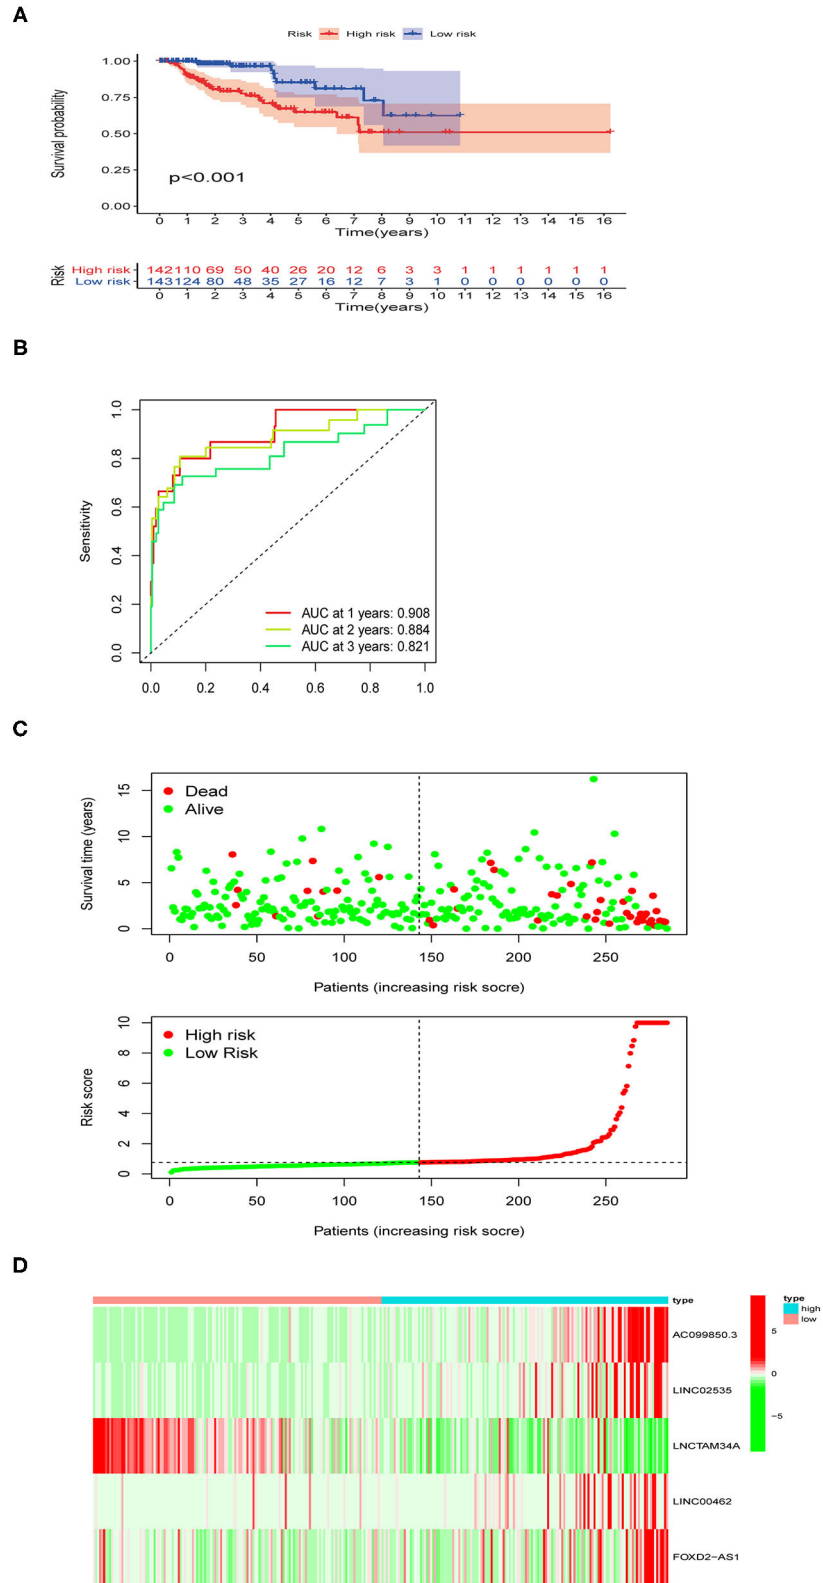 A
Risk High risk Low risk
Survival probability
1.00
0.75
0.50
0.25
0.00
p<0.001
0 1 2 3 4 5 6 7 8 9 10 11 12 13 14 15 16
Time(years)
Risk
High risk 142 110 69 50 40 26 20 12 6 3 3 1 1 1 1 1 1
Low risk 143 124 80 48 35 27 16 12 7 3 1 0 0 0 0 0 0
0 1 2 3 4 5 6 7 8 9 10 11 12 13 14 15 16
Time(years)
B
Sensitivity
1.0
0.8
0.6
0.4
0.2
0.0
AUC at 1 years: 0.908
AUC at 2 years: 0.884
AUC at 3 years: 0.821
0.0 0.2 0.4 0.6 0.8 1.0
C
Survival time (years)
15
10
5
0
Dead
Alive
0 50 100 150 200 250
Patients (increasing risk socre)
Risk score
10
8
6
4
2
0
High risk
Low Risk
0 50 100 150 200 250
Patients (increasing risk socre)
D
type
AC099850.3
LINC02535
LNCTAM34A
LINC00462
FOXD2−AS1
5
0
−5
type
high
low